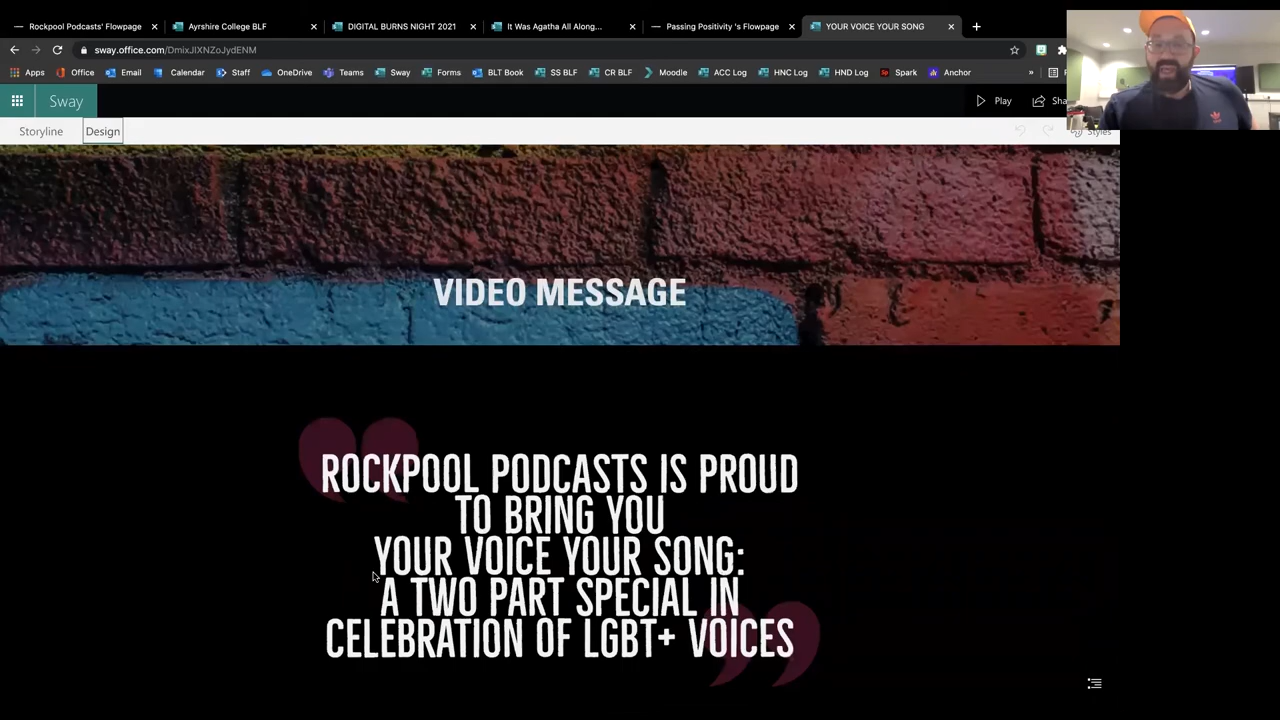 Rockpool Podcasts' Flowpage
Ayrshire College BLF
DIGITAL BURNS NIGHT 2021
It Was Agatha All Along...
Passing Positivity 's Flowpage
YOUR VOICE YOUR SONG
sway.office.com/DmixJIXNZoJydENM
Apps Office Email Calendar Staff OneDrive Teams Sway Forms BLT Book SS BLF CR BLF Moodle ACC Log HNC Log HND Log Spark Anchor »
Sway Play Sha
Storyline Design Styles
VIDEO MESSAGE
ROCKPOOL PODCASTS IS PROUD
TO BRING YOU
YOUR VOICE YOUR SONG:
A TWO PART SPECIAL IN
CELEBRATION OF LGBT+ VOICES